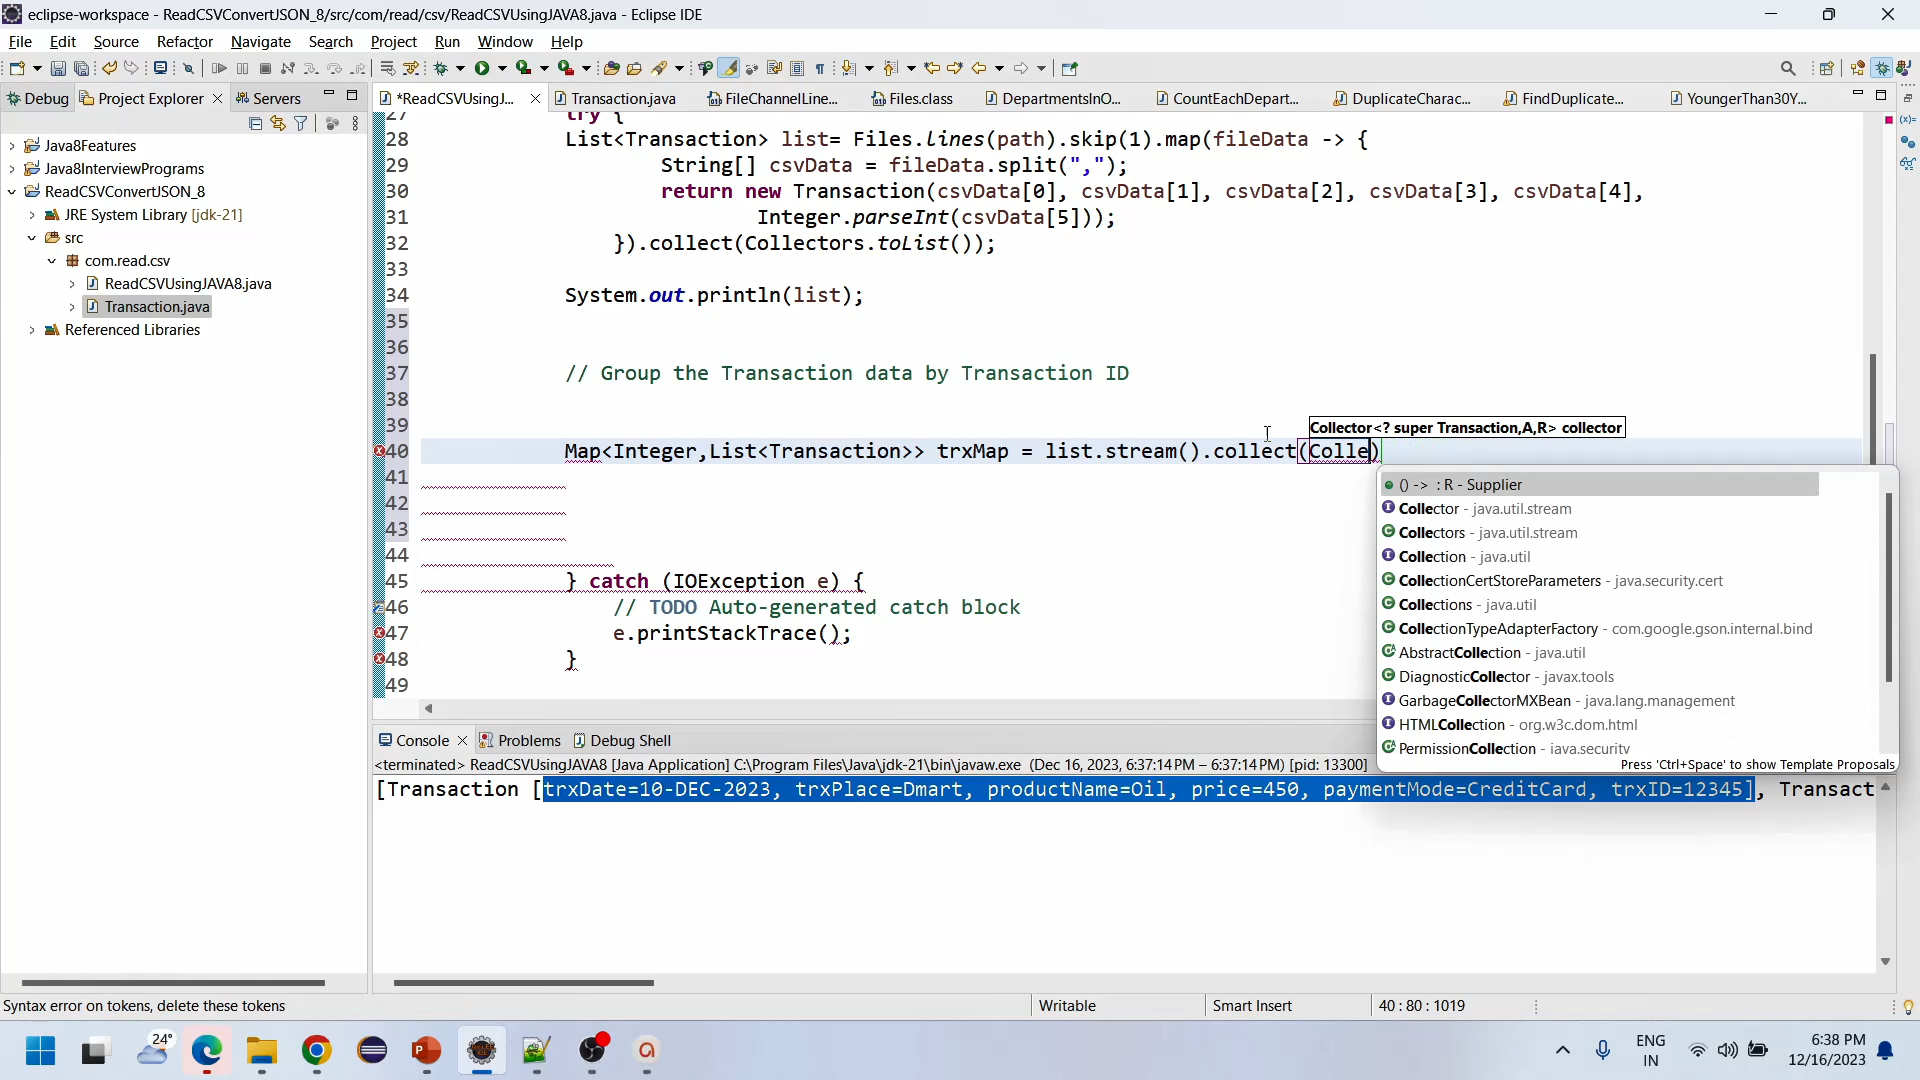 eclipse-workspace - ReadCSVConvertJSON_8/src/com/read/csv/ReadCSVUsingJAVA8.java - Eclipse IDE
File Edit Source Refactor Navigate Search Project Run Window Help
Debug Project Explorer Servers
*ReadCSVUsingJ... Transaction.java FileChannelLine... Files.class DepartmentsInO... CountEachDepart... DuplicateCharac... FindDuplicate... YoungerThan30Y...
Java8Features
Java8InterviewPrograms
ReadCSVConvertJSON_8
JRE System Library [jdk-21]
src
com.read.csv
ReadCSVUsingJAVA8.java
Transaction.java
Referenced Libraries
27 try {
28 List<Transaction> list= Files.lines(path).skip(1).map(fileData -> {
29 String[] csvData = fileData.split(",");
30 return new Transaction(csvData[0], csvData[1], csvData[2], csvData[3], csvData[4],
31 Integer.parseInt(csvData[5]));
32 }).collect(Collectors.toList());
33
34 System.out.println(list);
35
36
37 // Group the Transaction data by Transaction ID
38
39
Collector<? super Transaction,A,R> collector
40 Map<Integer,List<Transaction>> trxMap = list.stream().collect(Colle)
41
42
43
44
45 } catch (IOException e) {
46 // TODO Auto-generated catch block
47 e.printStackTrace();
48 }
49
() -> : R - Supplier
Collector - java.util.stream
Collectors - java.util.stream
Collection - java.util
CollectionCertStoreParameters - java.security.cert
Collections - java.util
CollectionTypeAdapterFactory - com.google.gson.internal.bind
AbstractCollection - java.util
DiagnosticCollector - javax.tools
GarbageCollectorMXBean - java.lang.management
HTMLCollection - org.w3c.dom.html
PermissionCollection - java.security
Press 'Ctrl+Space' to show Template Proposals
Console Problems Debug Shell
<terminated> ReadCSVUsingJAVA8 [Java Application] C:\Program Files\Java\jdk-21\bin\javaw.exe (Dec 16, 2023, 6:37:14 PM – 6:37:14 PM) [pid: 13300]
[Transaction [trxDate=10-DEC-2023, trxPlace=Dmart, productName=Oil, price=450, paymentMode=CreditCard, trxID=12345], Transact
Syntax error on tokens, delete these tokens Writable Smart Insert 40 : 80 : 1019
24°
ENG
IN
6:38 PM
12/16/2023